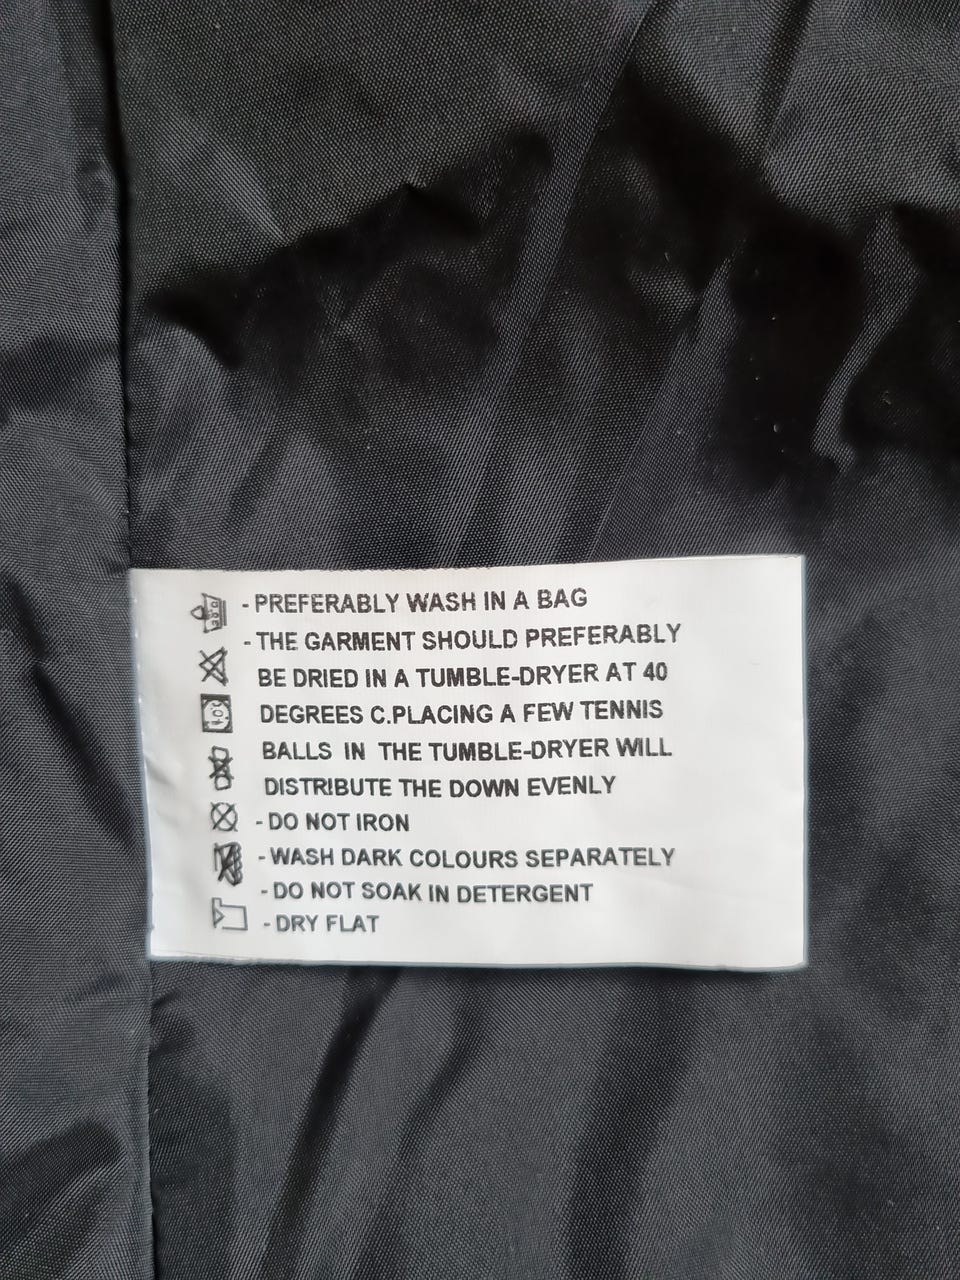 - PREFERABLY WASH IN A BAG
- THE GARMENT SHOULD PREFERABLY
BE DRIED IN A TUMBLE-DRYER AT 40
DEGREES C.PLACING A FEW TENNIS
BALLS IN THE TUMBLE-DRYER WILL
DISTRIBUTE THE DOWN EVENLY
- DO NOT IRON
- WASH DARK COLOURS SEPARATELY
- DO NOT SOAK IN DETERGENT
- DRY FLAT